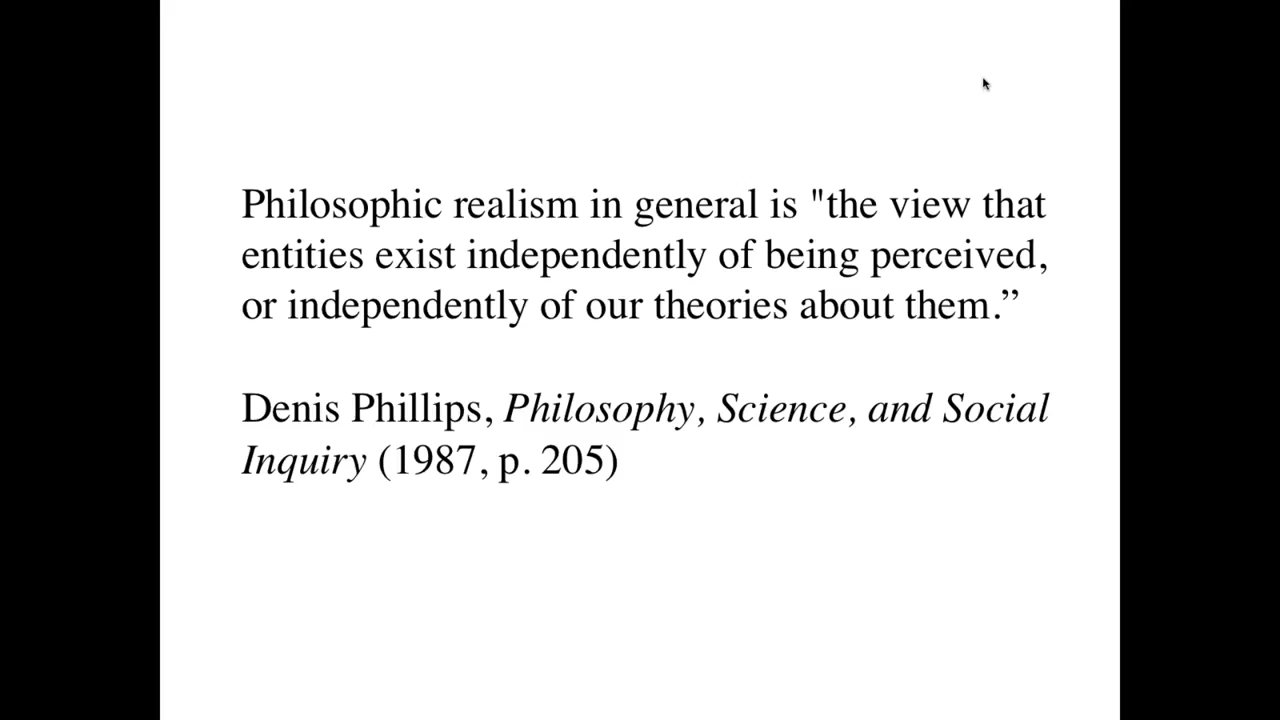 Philosophic realism in general is "the view that
entities exist independently of being perceived,
or independently of our theories about them.”
Denis Phillips, Philosophy, Science, and Social
Inquiry (1987, p. 205)